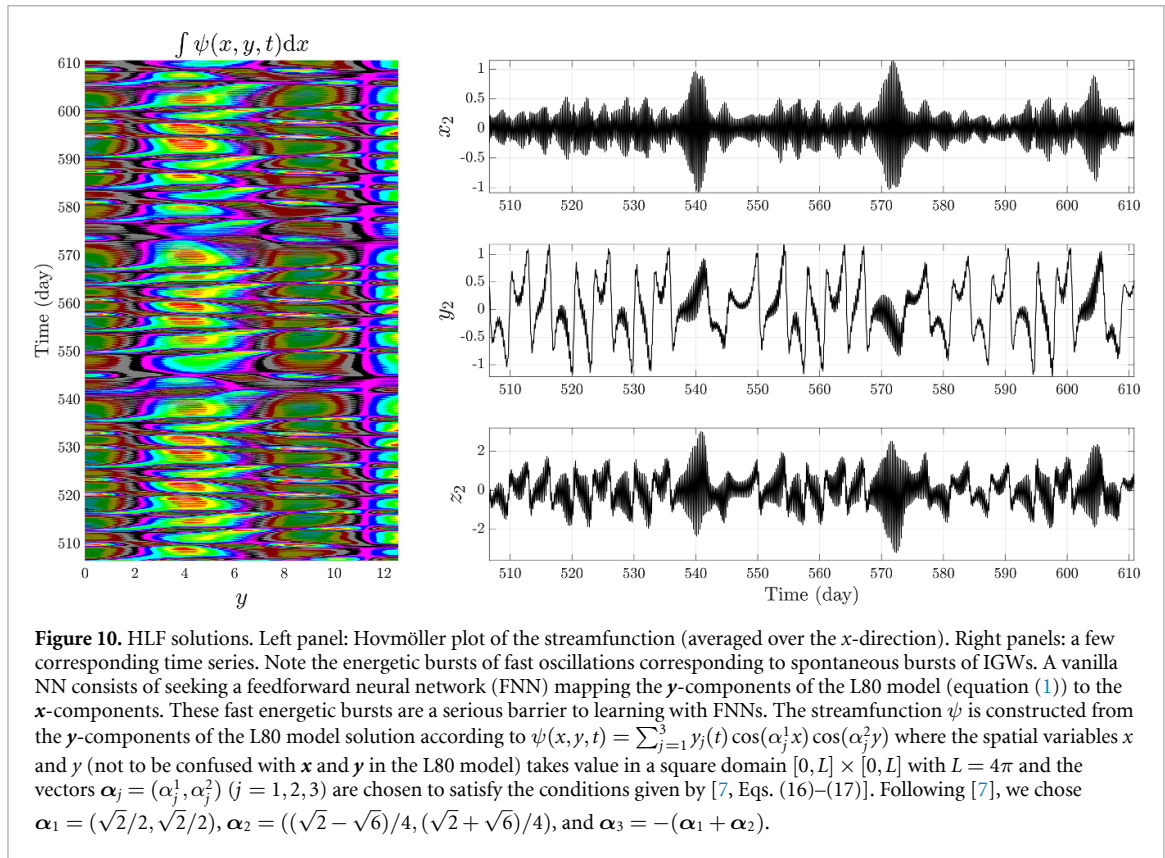 ∫ ψ(x, y, t)dx
610
600
590
580
570
560
550
540
530
520
510
Time (day)
0 2 4 6 8 10 12
y
1
0.5
0
-0.5
-1
x₂
510 520 530 540 550 560 570 580 590 600 610
1
0.5
0
-0.5
-1
y₂
510 520 530 540 550 560 570 580 590 600 610
2
0
-2
z₂
510 520 530 540 550 560 570 580 590 600 610
Time (day)
Figure 10. HLF solutions. Left panel: Hovmöller plot of the streamfunction (averaged over the x-direction). Right panels: a few
corresponding time series. Note the energetic bursts of fast oscillations corresponding to spontaneous bursts of IGWs. A vanilla
NN consists of seeking a feedforward neural network (FNN) mapping the y-components of the L80 model (equation (1)) to the
x-components. These fast energetic bursts are a serious barrier to learning with FNNs. The streamfunction ψ is constructed from
the y-components of the L80 model solution according to ψ(x, y, t) = ∑³ⱼ₌₁ yⱼ(t) cos(αⱼ¹x) cos(αⱼ²y) where the spatial variables x
and y (not to be confused with x and y in the L80 model) takes value in a square domain [0, L] × [0, L] with L = 4π and the
vectors αⱼ = (αⱼ¹, αⱼ²) (j = 1, 2, 3) are chosen to satisfy the conditions given by [7, Eqs. (16)–(17)]. Following [7], we chose
α₁ = (√2/2, √2/2), α₂ = ((√2 − √6)/4, (√2 + √6)/4), and α₃ = −(α₁ + α₂).